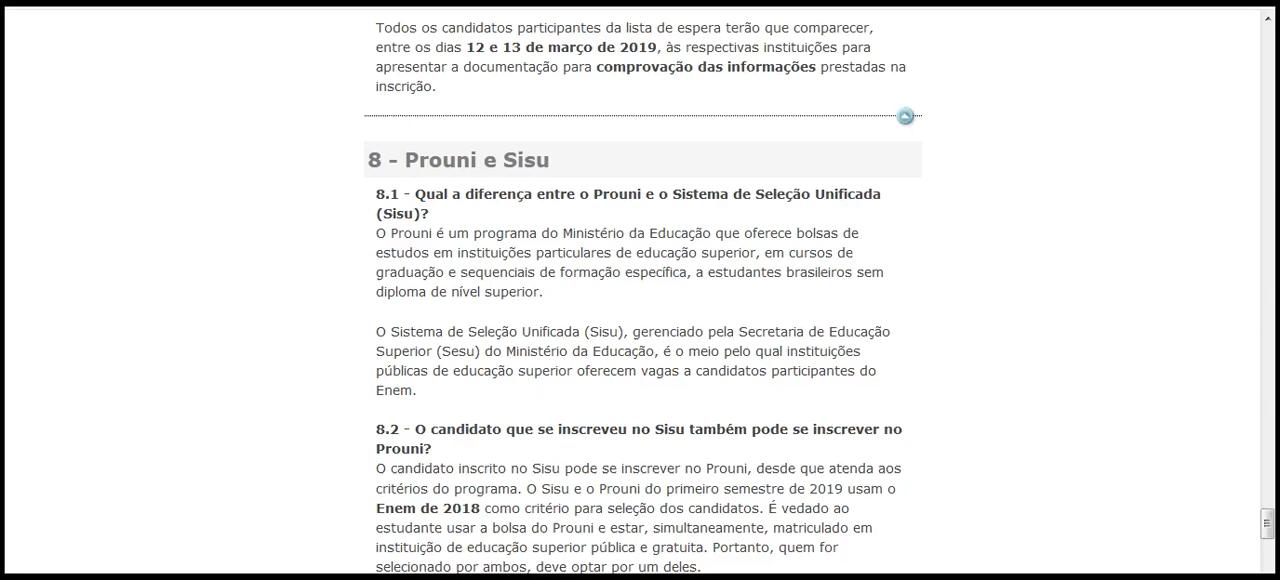 Todos os candidatos participantes da lista de espera terão que comparecer,
entre os dias 12 e 13 de março de 2019, às respectivas instituições para
apresentar a documentação para comprovação das informações prestadas na
inscrição.
8 - Prouni e Sisu
8.1 - Qual a diferença entre o Prouni e o Sistema de Seleção Unificada
(Sisu)?
O Prouni é um programa do Ministério da Educação que oferece bolsas de
estudos em instituições particulares de educação superior, em cursos de
graduação e sequenciais de formação específica, a estudantes brasileiros sem
diploma de nível superior.
O Sistema de Seleção Unificada (Sisu), gerenciado pela Secretaria de Educação
Superior (Sesu) do Ministério da Educação, é o meio pelo qual instituições
públicas de educação superior oferecem vagas a candidatos participantes do
Enem.
8.2 - O candidato que se inscreveu no Sisu também pode se inscrever no
Prouni?
O candidato inscrito no Sisu pode se inscrever no Prouni, desde que atenda aos
critérios do programa. O Sisu e o Prouni do primeiro semestre de 2019 usam o
Enem de 2018 como critério para seleção dos candidatos. É vedado ao
estudante usar a bolsa do Prouni e estar, simultaneamente, matriculado em
instituição de educação superior pública e gratuita. Portanto, quem for
selecionado por ambos, deve optar por um deles.